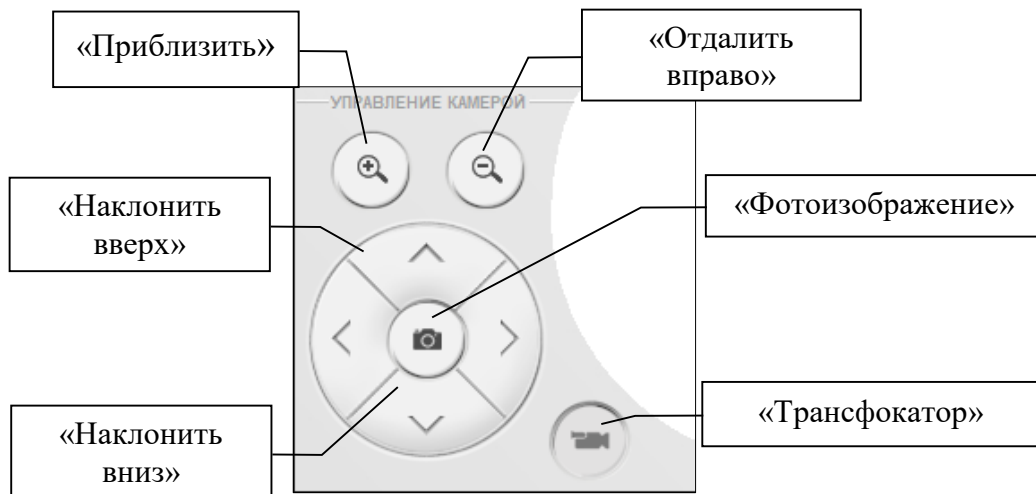 «Приблизить»
«Отдалить
вправо»
УПРАВЛЕНИЕ КАМЕРОЙ
«Наклонить
вверх»
«Фотоизображение»
«Наклонить
вниз»
«Трансфокатор»